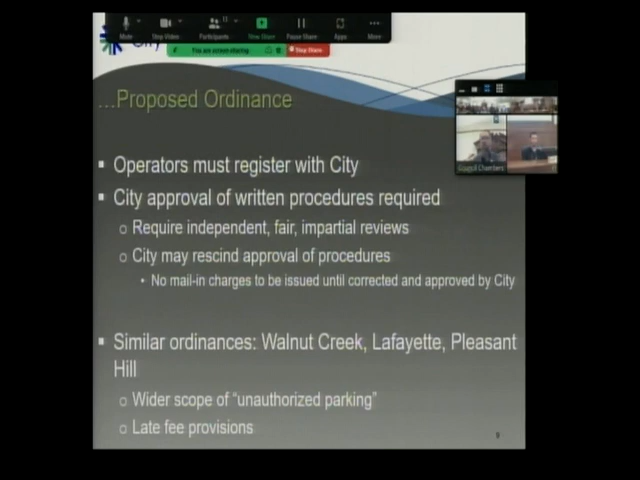 Mute
Stop Video
Participants
New Share
Pause Share
Apps
More
City
You are screen sharing
Stop Share
...Proposed Ordinance
Council Chambers
▪ Operators must register with City
▪ City approval of written procedures required
o Require independent, fair, impartial reviews
o City may rescind approval of procedures
• No mail-in charges to be issued until corrected and approved by City
▪ Similar ordinances: Walnut Creek, Lafayette, Pleasant
Hill
o Wider scope of "unauthorized parking"
o Late fee provisions
9